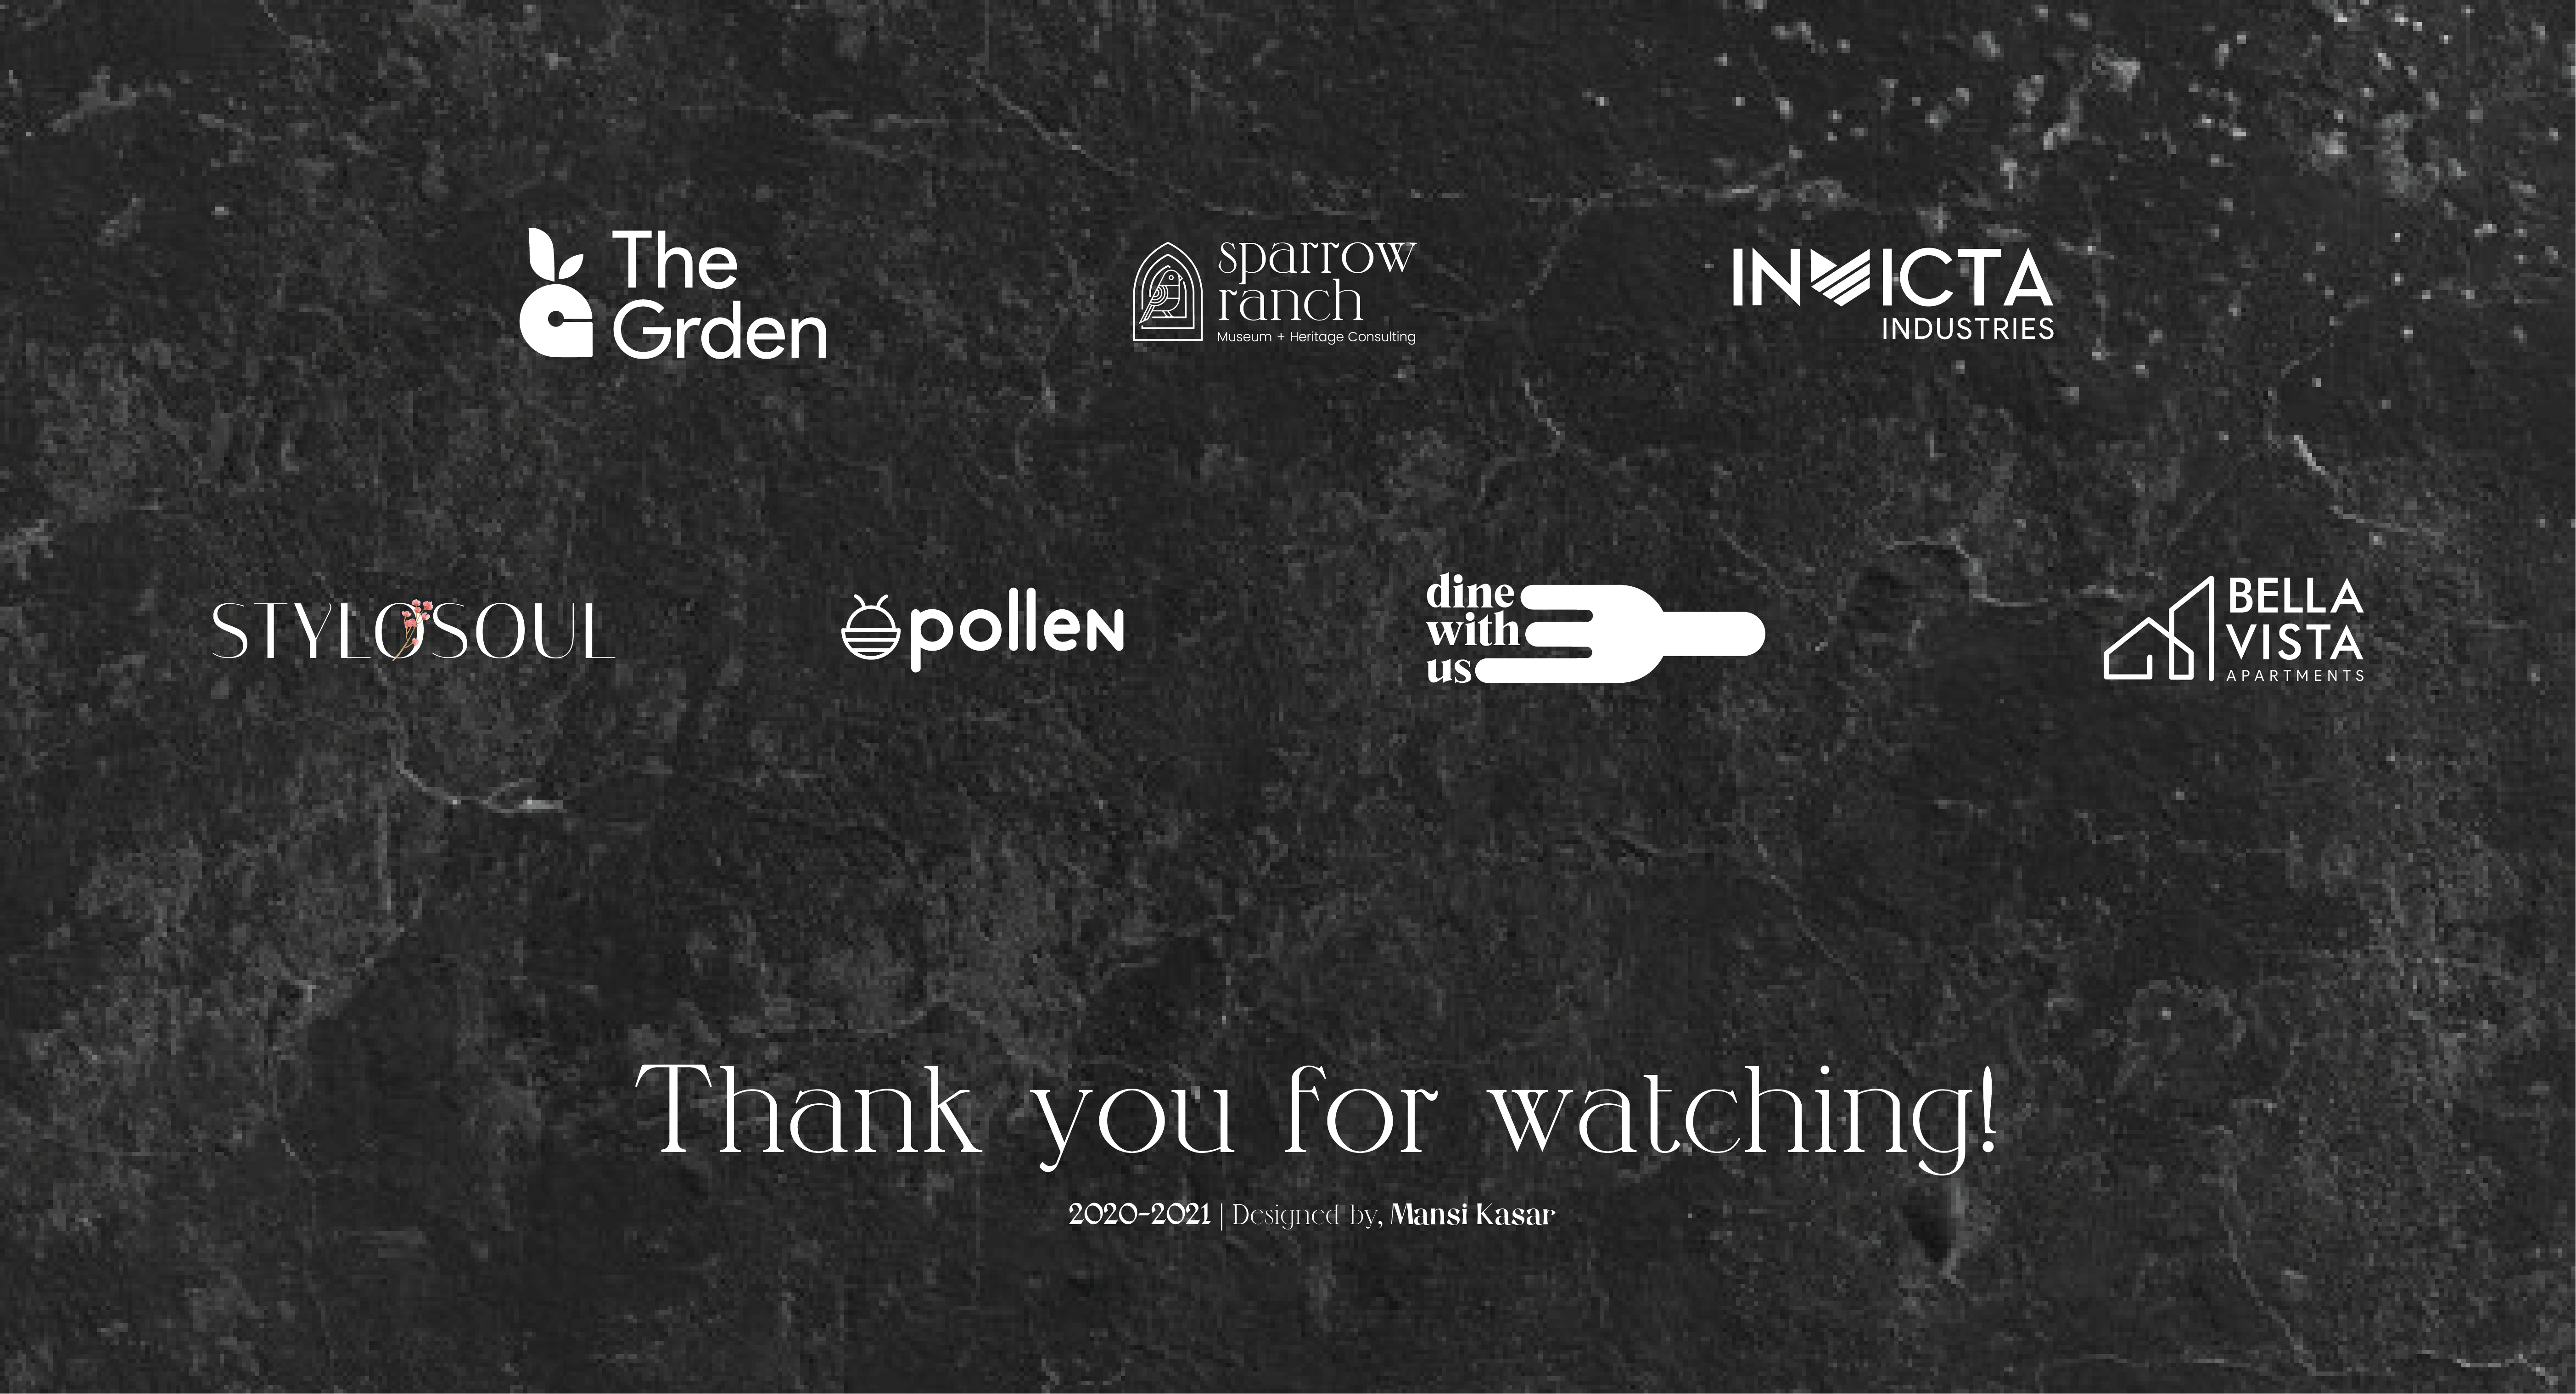 The
Grden
sparrow
ranch
Museum + Heritage Consulting
INVICTA
INDUSTRIES
STYLOSOUL
polleN
dine
with
us
BELLA
VISTA
APARTMENTS
Thank you for watching!
2020-2021 | Designed by, Mansi Kasar